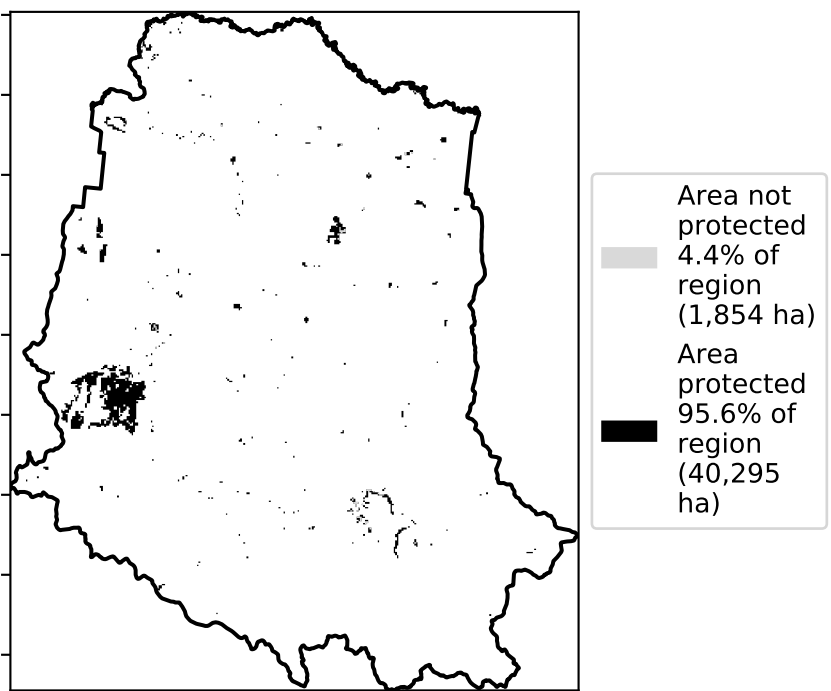 Area not
protected
4.4% of
region
(1,854 ha)
Area
protected
95.6% of
region
(40,295
ha)